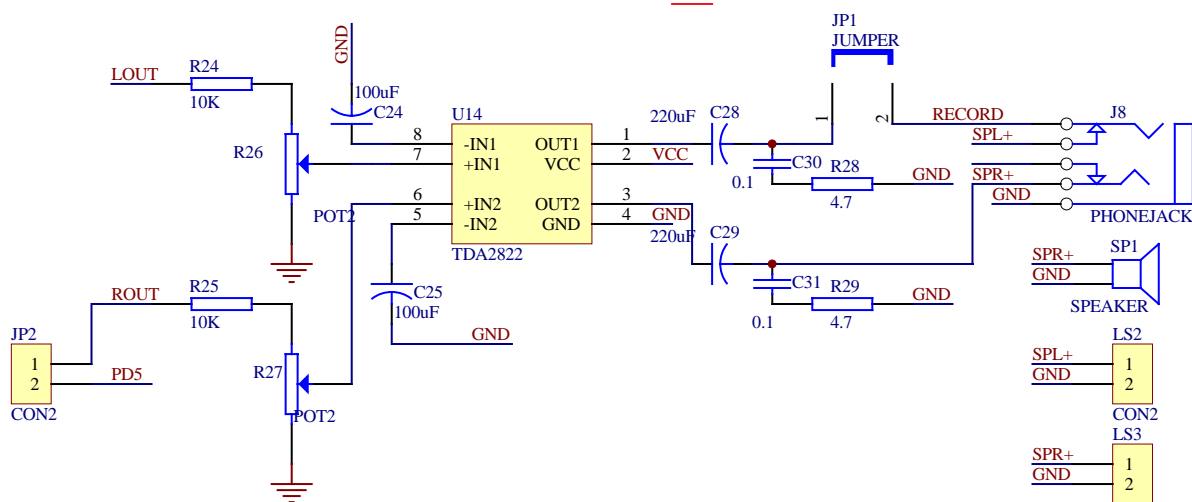 JP1
JUMPER
1
2
LOUT
R24
10K
GND
100uF
C24
R26
POT2
U14
8
-IN1
7
+IN1
6
+IN2
5
-IN2
OUT1
1
VCC
2
VCC
OUT2
3
GND
4
GND
TDA2822
220uF
C28
C30
0.1
R28
4.7
GND
220uF
C29
C31
0.1
R29
4.7
GND
C25
100uF
GND
RECORD
SPL+
SPR+
GND
J8
PHONEJACK
ROUT
R25
10K
JP2
1
2
PD5
CON2
R27
POT2
SP1
SPR+
GND
SPEAKER
LS2
SPL+
1
GND
2
CON2
LS3
SPR+
1
GND
2